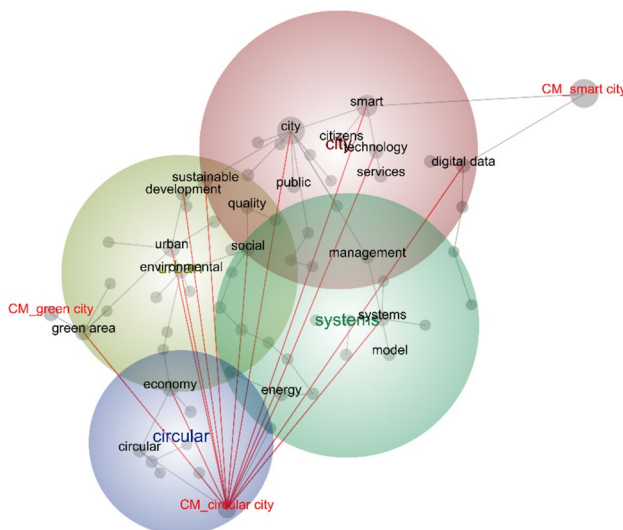 CM_smart city
smart
city
citizens
city
technology
digital data
services
public
sustainable
development
quality
urban
social
management
environmental
CM_green city
green area
systems
systems
model
economy
energy
circular
circular
CM_circular city